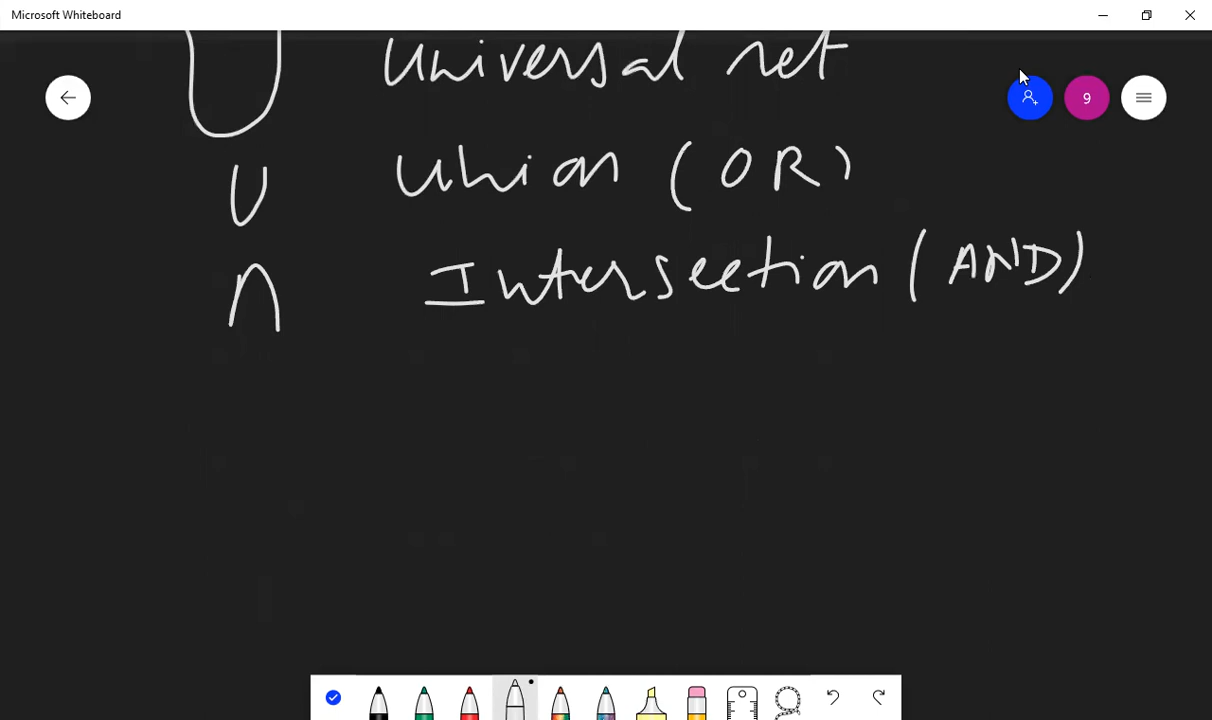 Microsoft Whiteboard
9
U Universal set
∪ Union (OR)
∩ Intersection (AND)